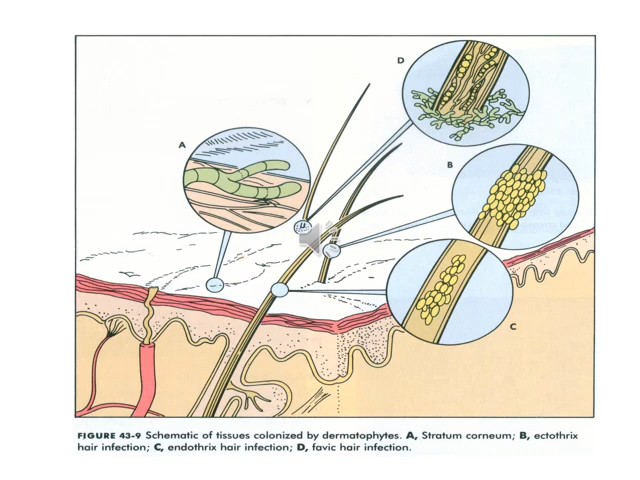 D
A
B
C
FIGURE 43-9 Schematic of tissues colonized by dermatophytes. A, Stratum corneum; B, ectothrix
hair infection; C, endothrix hair infection; D, favic hair infection.